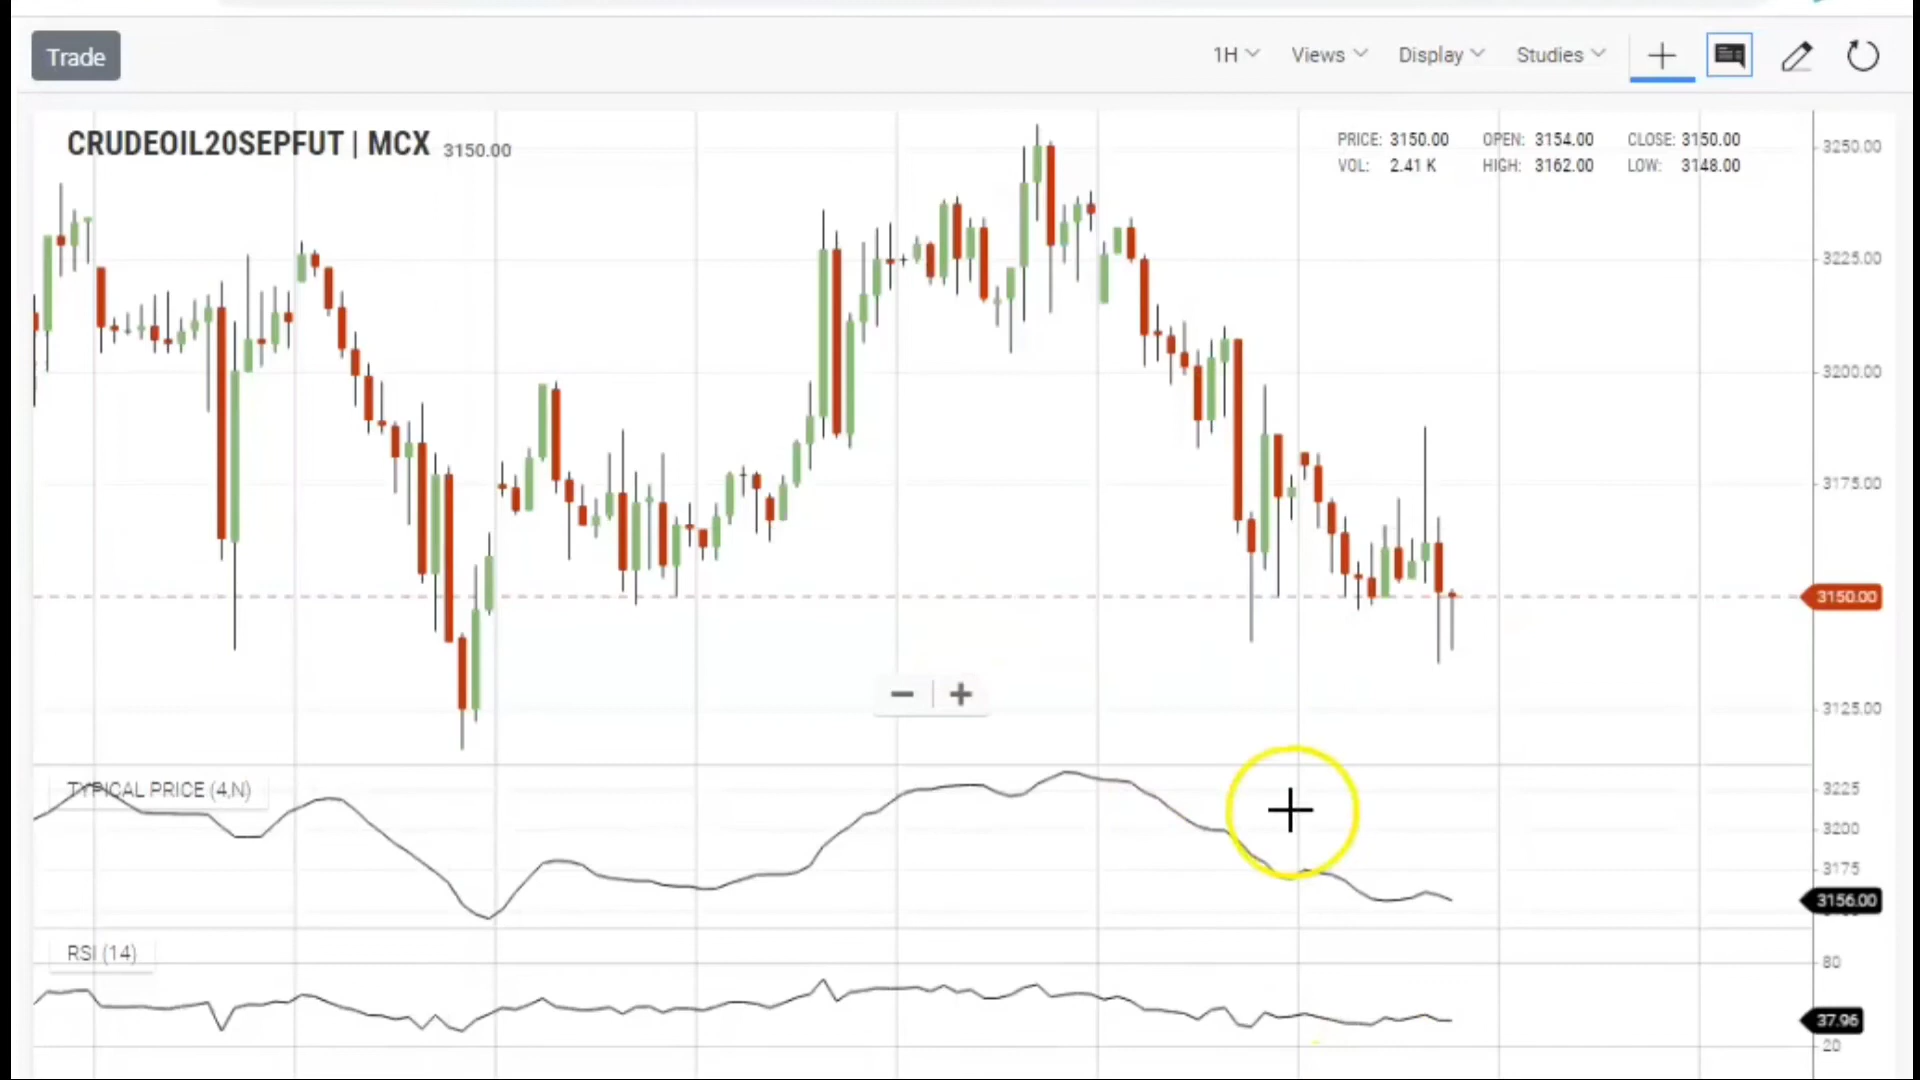 Trade
1H Views Display Studies
CRUDEOIL20SEPFUT | MCX 3150.00
PRICE: 3150.00 OPEN: 3154.00 CLOSE: 3150.00
VOL: 2.41 K HIGH: 3162.00 LOW: 3148.00
3250.00
3225.00
3200.00
3175.00
3150.00
3125.00
TYPICAL PRICE (4,N)
3225
3200
3175
3156.00
RSI (14)
80
37.96
20